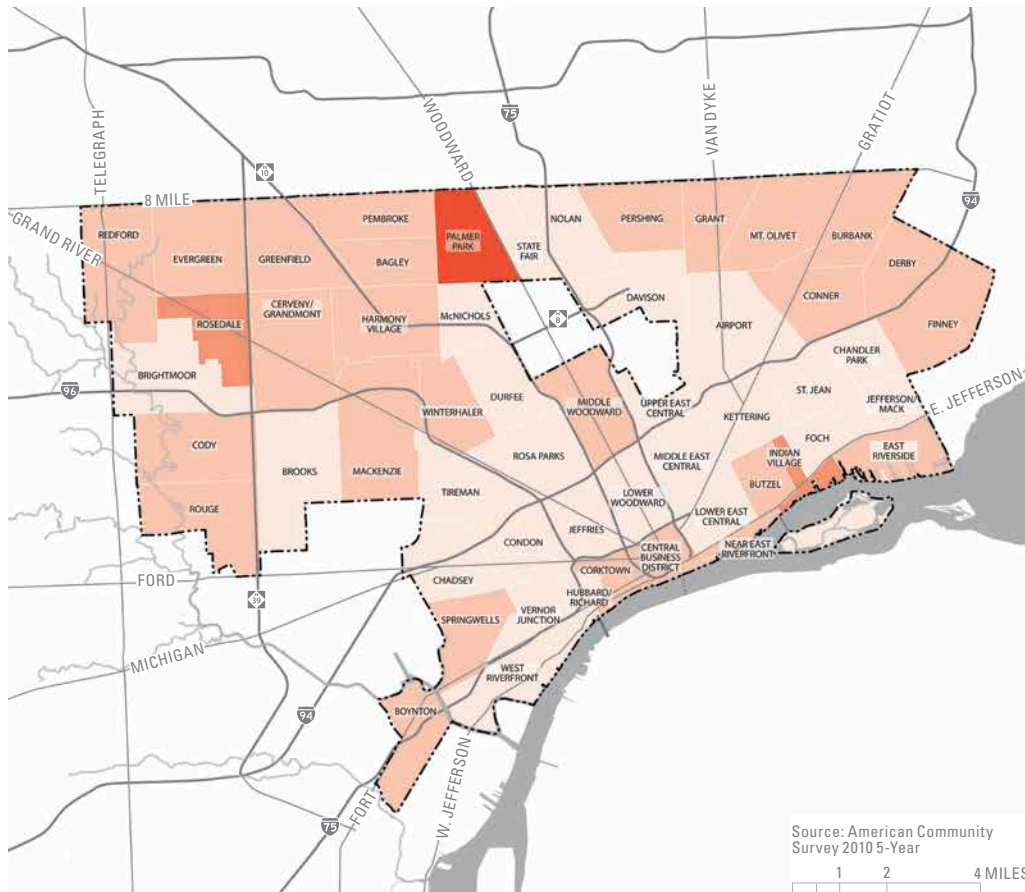 TELEGRAPH
WOODWARD
75
VAN DYKE
GRATIOT
10
94
8 MILE
GRAND RIVER
REDFORD
EVERGREEN
GREENFIELD
PEMBROKE
BAGLEY
PALMER
PARK
STATE
FAIR
NOLAN
PERSHING
GRANT
MT. OLIVET
BURBANK
DERBY
ROSEDALE
CERVENY/
GRANDMONT
HARMONY
VILLAGE
McNICHOLS
8
DAVISON
AIRPORT
CONNER
FINNEY
BRIGHTMOOR
96
WINTERHALER
DURFEE
MIDDLE
WOODWARD
UPPER EAST
CENTRAL
KETTERING
CHANDLER
PARK
ST. JEAN
JEFFERSON/
MACK
E. JEFFERSON
CODY
BROOKS
MACKENZIE
ROSA PARKS
MIDDLE EAST
CENTRAL
INDIAN
VILLAGE
FOCH
EAST
RIVERSIDE
BUTZEL
ROUGE
TIREMAN
LOWER
WOODWARD
LOWER EAST
CENTRAL
JEFFRIES
CONDON
NEAR EAST
RIVERFRONT
CENTRAL
BUSINESS
DISTRICT
CORKTOWN
FORD
CHADSEY
HUBBARD/
RICHARD
39
SPRINGWELLS
VERNOR
JUNCTION
MICHIGAN
WEST
RIVERFRONT
BOYNTON
94
FORT
W. JEFFERSON
75
Source: American Community
Survey 2010 5-Year
1 2 4 MILES